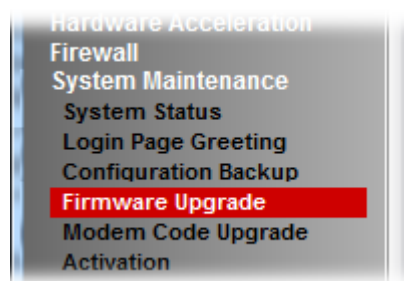 Hardware Acceleration
Firewall
System Maintenance
System Status
Login Page Greeting
Configuration Backup
Firmware Upgrade
Modem Code Upgrade
Activation